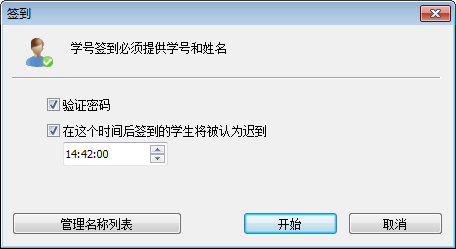 签到
学号签到必须提供学号和姓名
验证密码
在这个时间后签到的学生将被认为迟到
14:42:00
管理名称列表
开始
取消